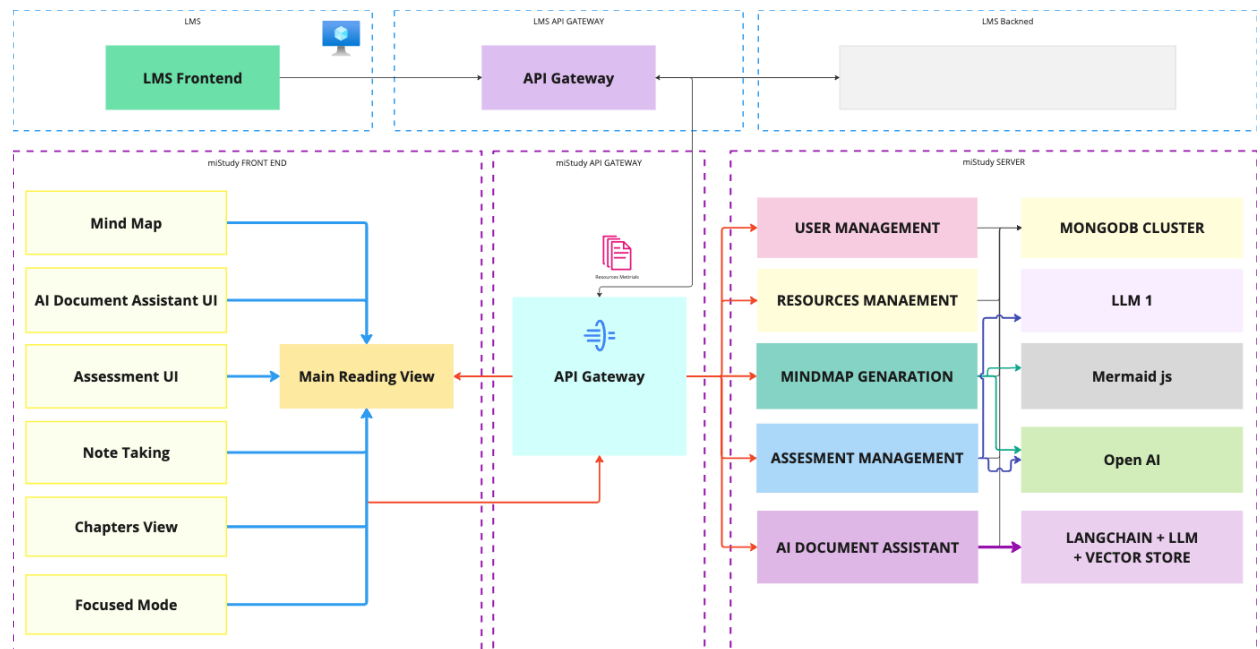 LMS
LMS API GATEWAY
LMS Backned
LMS Frontend
API Gateway
miStudy FRONT END
miStudy API GATEWAY
miStudy SERVER
Mind Map
AI Document Assistant UI
Assessment UI
Note Taking
Chapters View
Focused Mode
Main Reading View
Resources Metirials
API Gateway
USER MANAGEMENT
RESOURCES MANAEMENT
MINDMAP GENARATION
ASSESMENT MANAGEMENT
AI DOCUMENT ASSISTANT
MONGODB CLUSTER
LLM 1
Mermaid js
Open AI
LANGCHAIN + LLM
+ VECTOR STORE